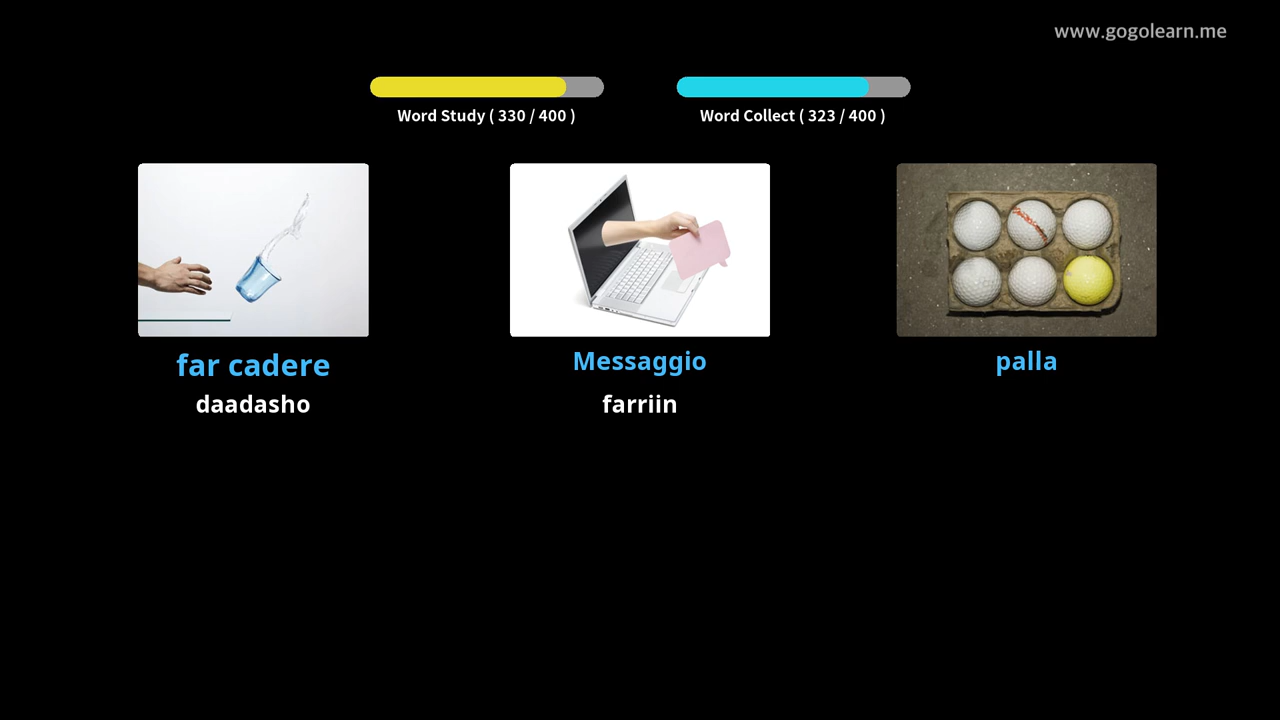 www.gogolearn.me
Word Study ( 330 / 400 )
Word Collect ( 323 / 400 )
far cadere
Messaggio
palla
daadasho
farriin